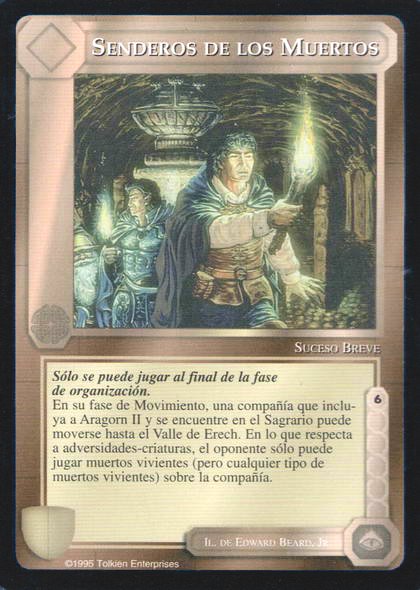 Senderos de los Muertos
Suceso Breve
Sólo se puede jugar al final de la fase
de organización.
En su fase de Movimiento, una compañía que inclu-
ya a Aragorn II y se encuentre en el Sagrario puede
moverse hasta el Valle de Erech. En lo que respecta
a adversidades-criaturas, el oponente sólo puede
jugar muertos vivientes (pero cualquier tipo de
muertos vivientes) sobre la compañía.
6
Il. de Edward Beard, Jr.
©1995 Tolkien Enterprises